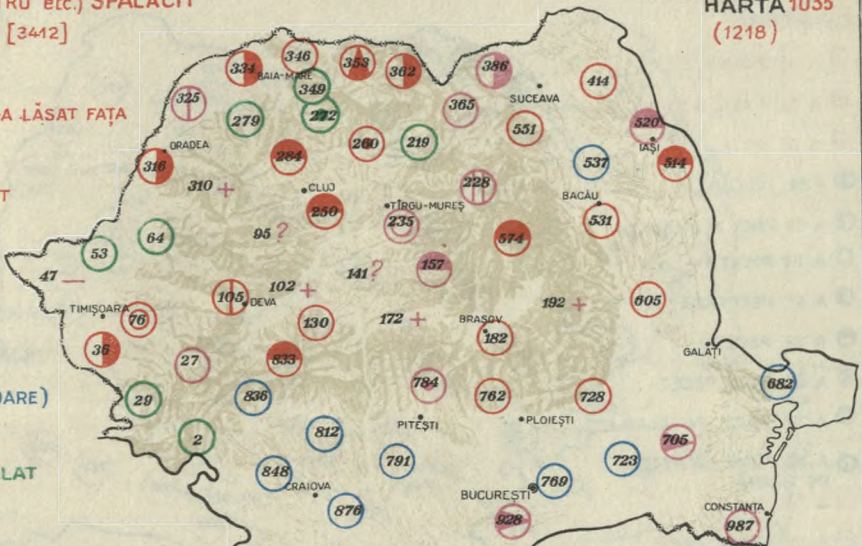 TRU etc.) SPĂLĂCIT
[3412]
HARTA 1035
(1218)
-A LĂSAT FAȚA
T
OARE)
LAT
334
346
353
362
386
414
BAIA-MARE
349
325
279
272
365
SUCEAVA
551
520
IAȘI
ORADEA
260
219
284
537
514
316
310 +
CLUJ
228
BACĂU
TÎRGU-MUREȘ
250
235
531
95 ?
574
64
53
141 ?
157
47 —
102 +
105
DEVA
192 +
605
TIMIȘOARA
76
130
172 +
BRAȘOV
182
36
833
27
GALAȚI
784
682
29
836
762
728
PITEȘTI
PLOIEȘTI
2
812
705
791
723
848
CRAIOVA
769
BUCUREȘTI
876
928
CONSTANȚA
987